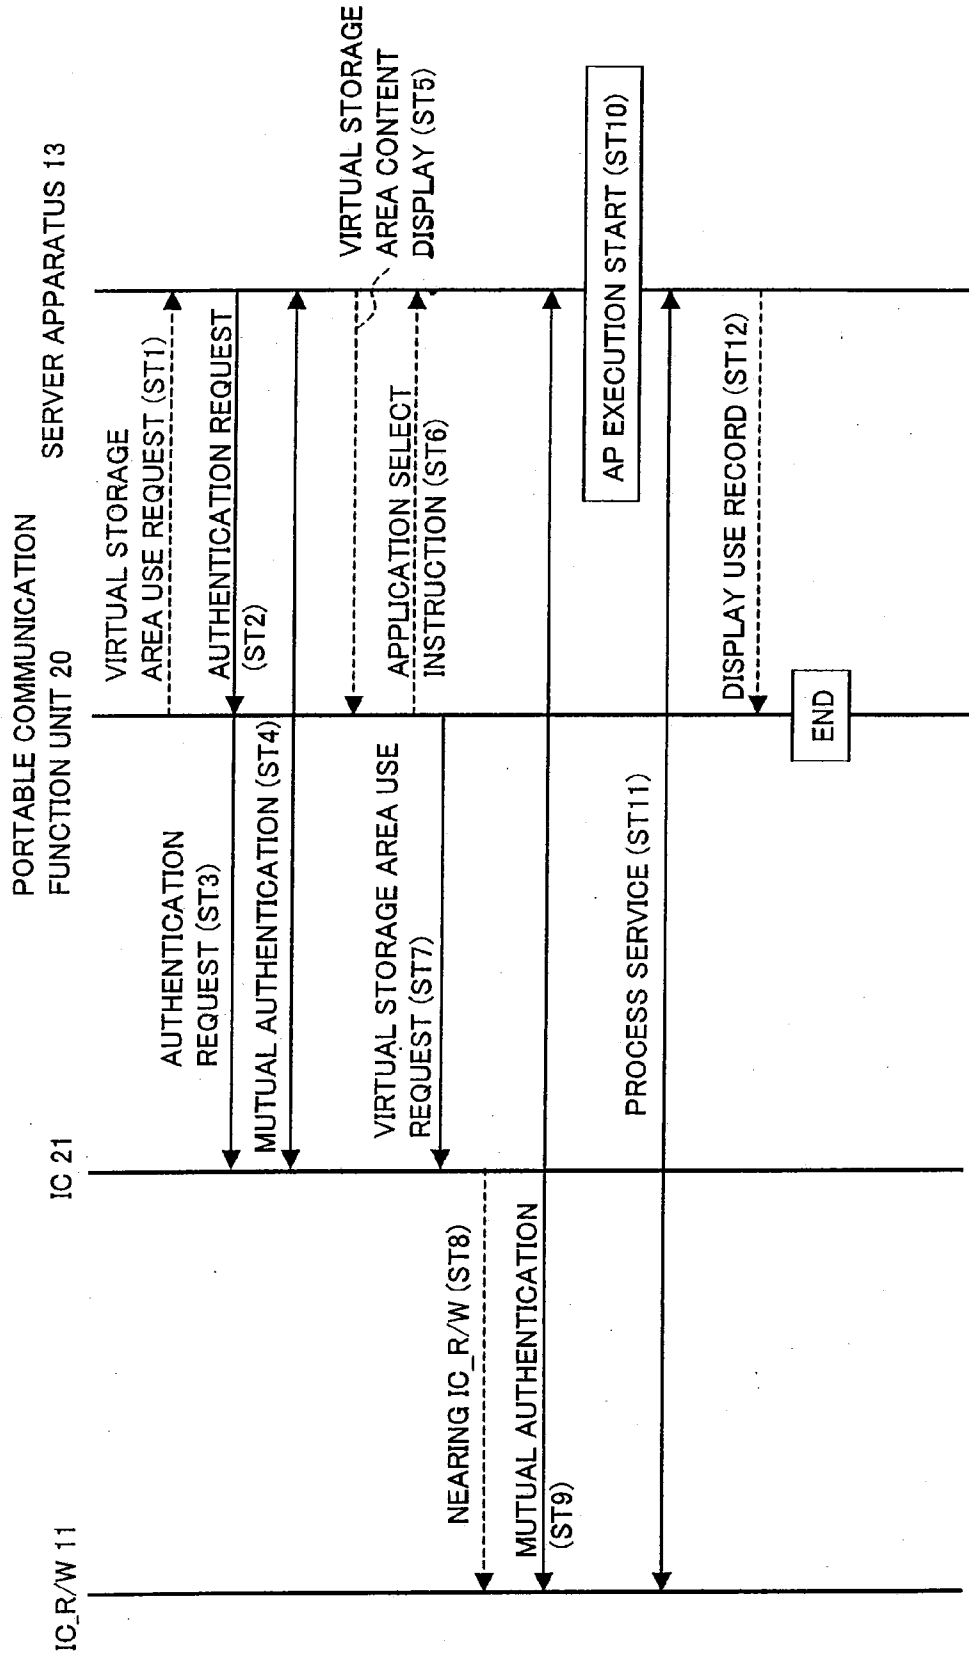 IC_R/W 11
IC 21
PORTABLE COMMUNICATION
FUNCTION UNIT 20
SERVER APPARATUS 13
VIRTUAL STORAGE
AREA USE REQUEST (ST1)
AUTHENTICATION REQUEST
(ST2)
AUTHENTICATION
REQUEST (ST3)
MUTUAL AUTHENTICATION (ST4)
VIRTUAL STORAGE
AREA CONTENT
DISPLAY (ST5)
APPLICATION SELECT
INSTRUCTION (ST6)
VIRTUAL STORAGE AREA USE
REQUEST (ST7)
NEARING IC_R/W (ST8)
MUTUAL AUTHENTICATION
(ST9)
AP EXECUTION START (ST10)
PROCESS SERVICE (ST11)
DISPLAY USE RECORD (ST12)
END